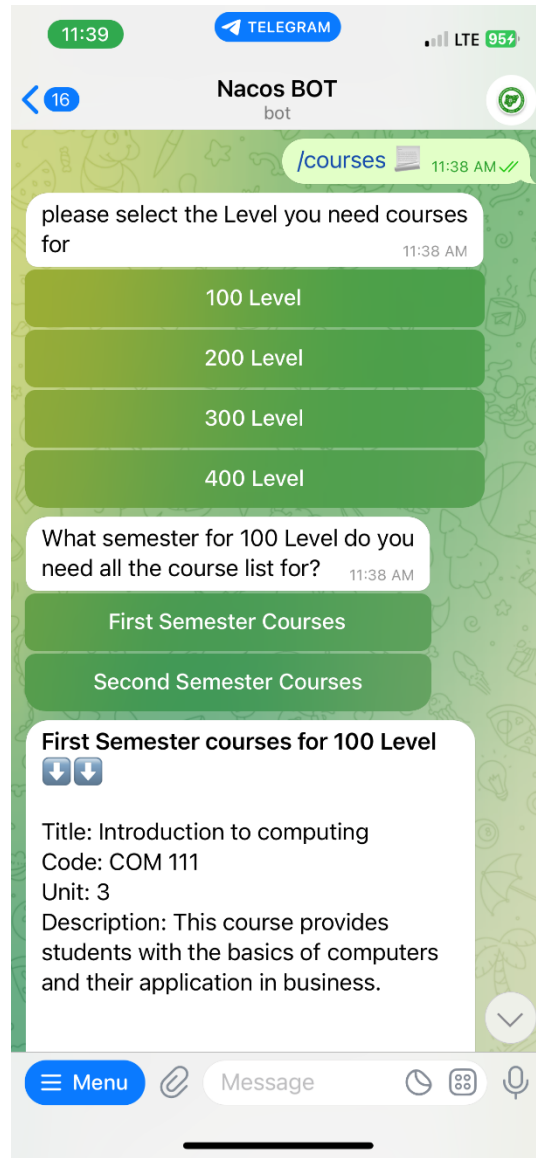 11:39
TELEGRAM
LTE 95
16
Nacos BOT
bot
/courses
11:38 AM
please select the Level you need courses
for
11:38 AM
100 Level
200 Level
300 Level
400 Level
What semester for 100 Level do you
need all the course list for?
11:38 AM
First Semester Courses
Second Semester Courses
First Semester courses for 100 Level
⬇️⬇️
Title: Introduction to computing
Code: COM 111
Unit: 3
Description: This course provides
students with the basics of computers
and their application in business.
Menu
Message